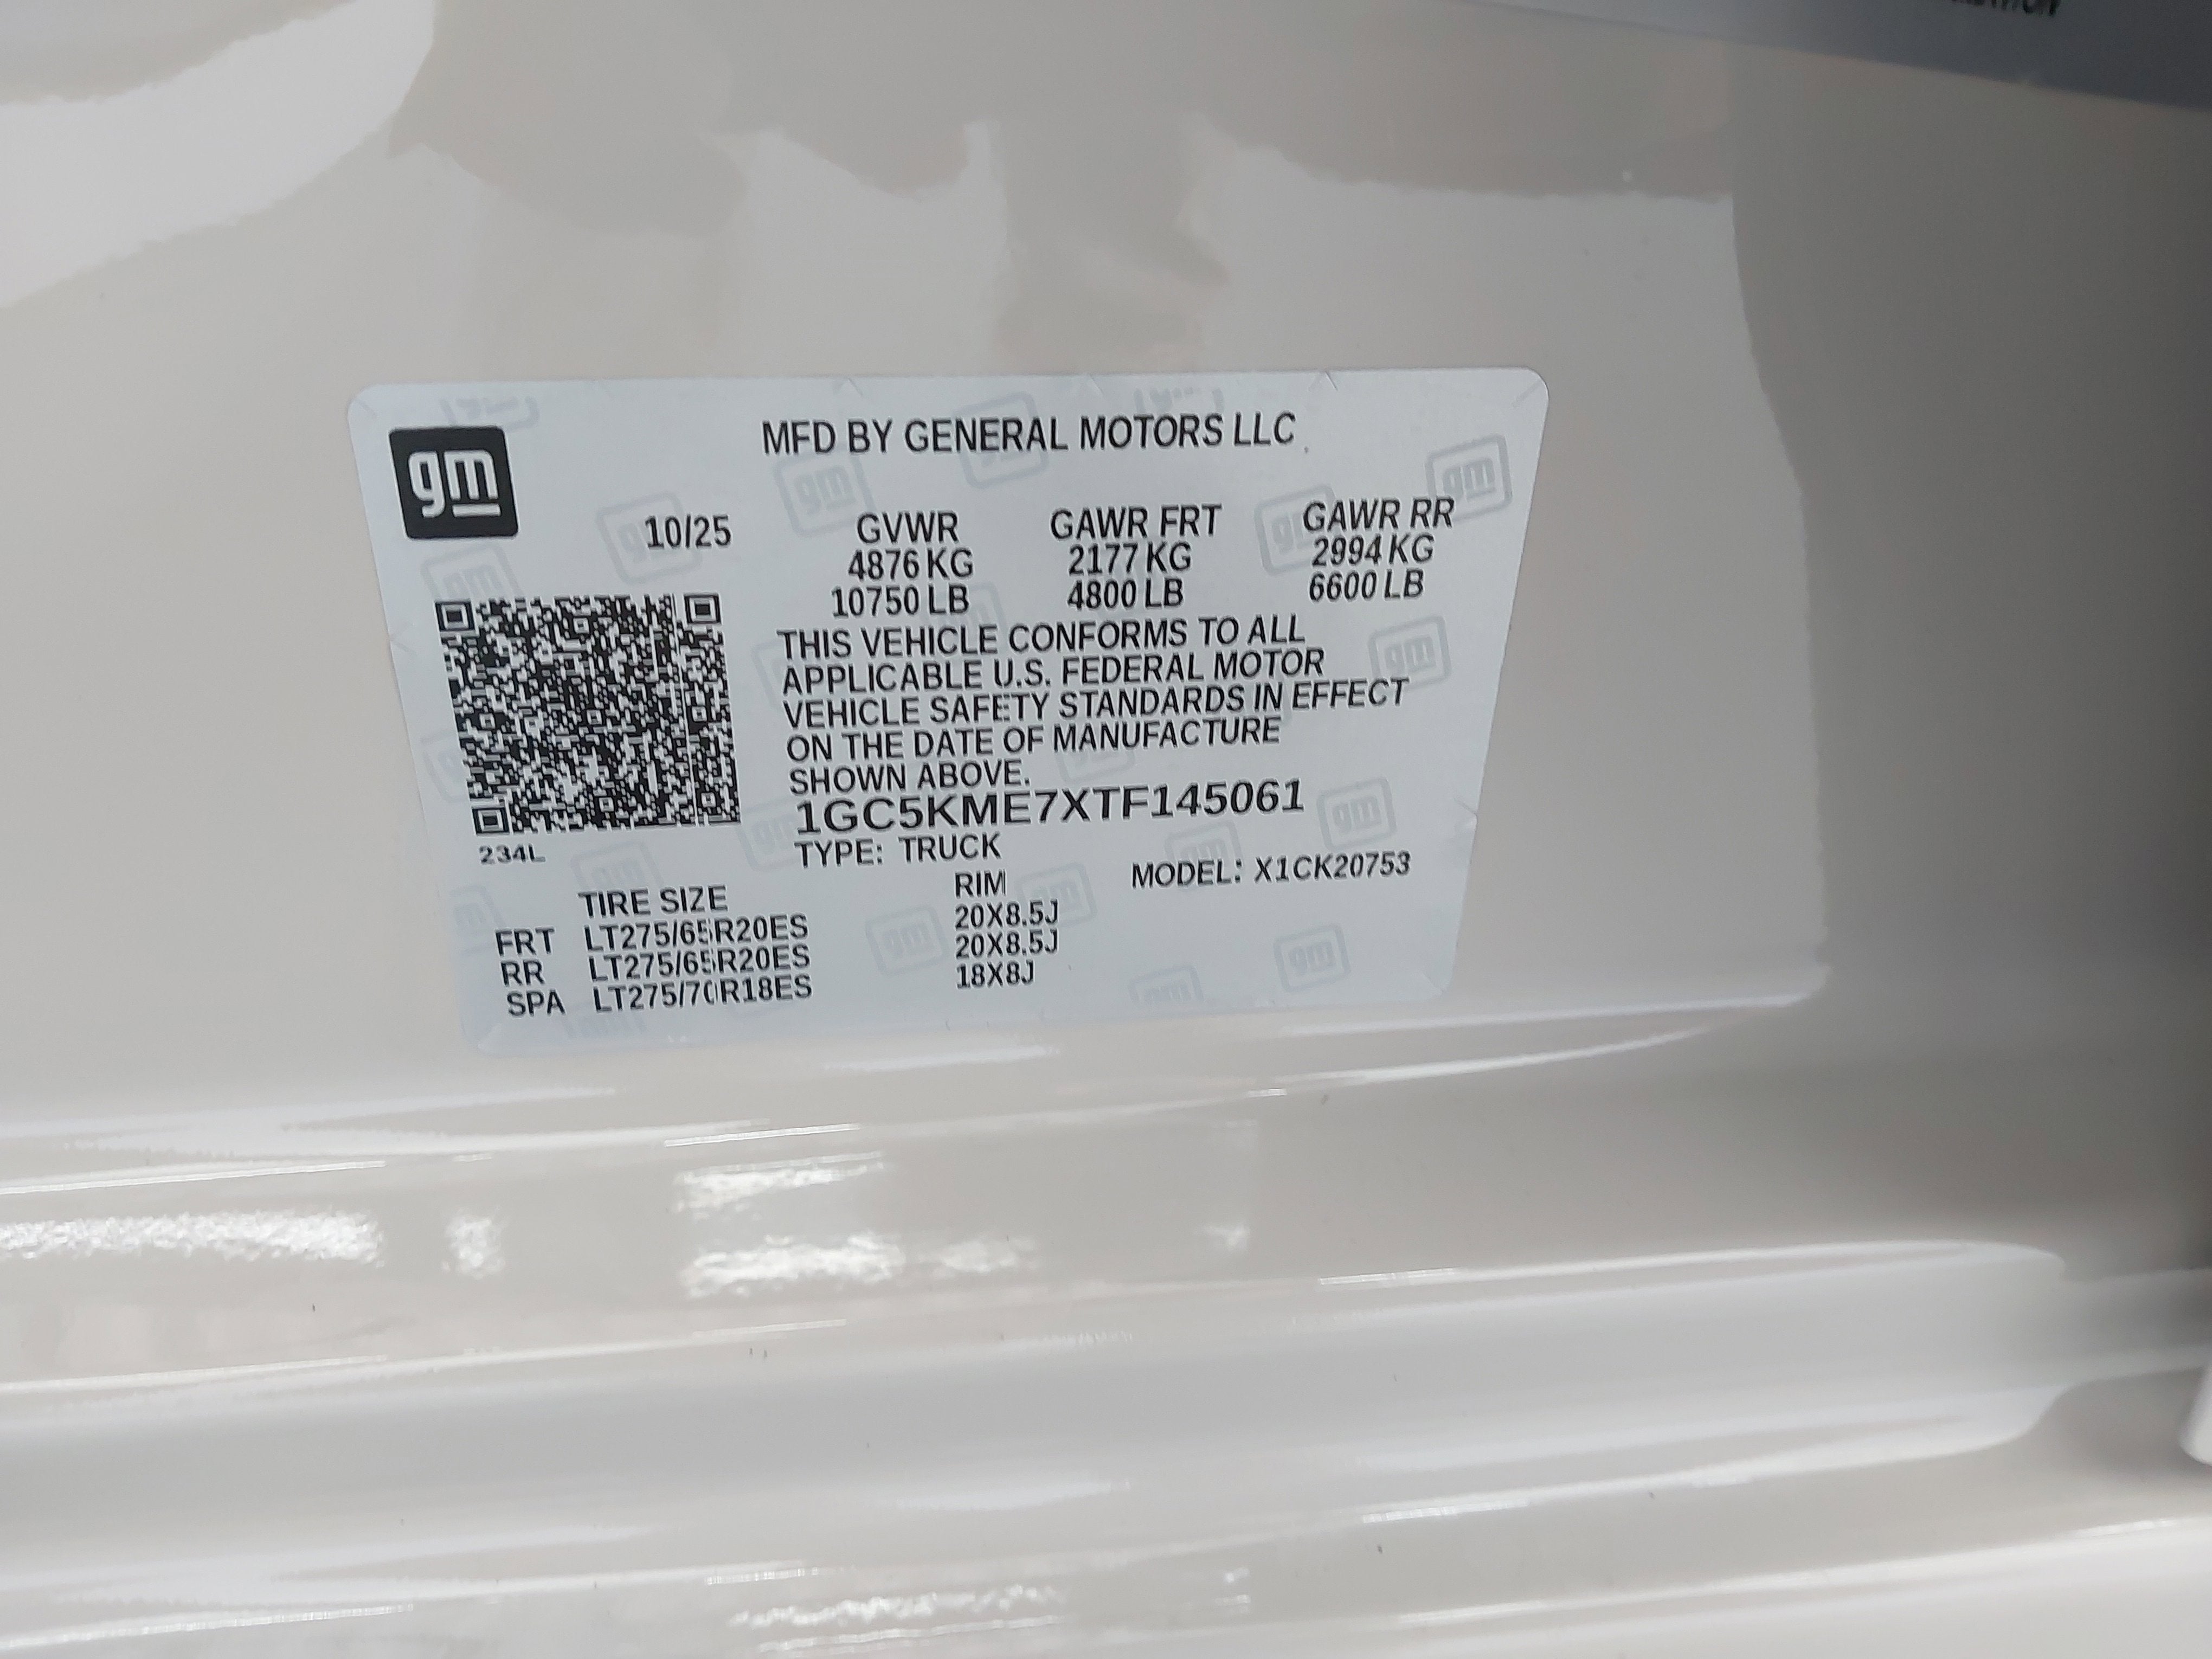 MFD BY GENERAL MOTORS LLC
gm
10/25 GVWR GAWR FRT GAWR RR
4876 KG 2177 KG 2994 KG
10750 LB 4800 LB 6600 LB
THIS VEHICLE CONFORMS TO ALL
APPLICABLE U.S. FEDERAL MOTOR
VEHICLE SAFETY STANDARDS IN EFFECT
ON THE DATE OF MANUFACTURE
SHOWN ABOVE.
1GC5KME7XTF145061
234L
TYPE: TRUCK MODEL: X1CK20753
TIRE SIZE RIM
FRT LT275/65R20ES 20X8.5J
RR LT275/65R20ES 20X8.5J
SPA LT275/70R18ES 18X8J